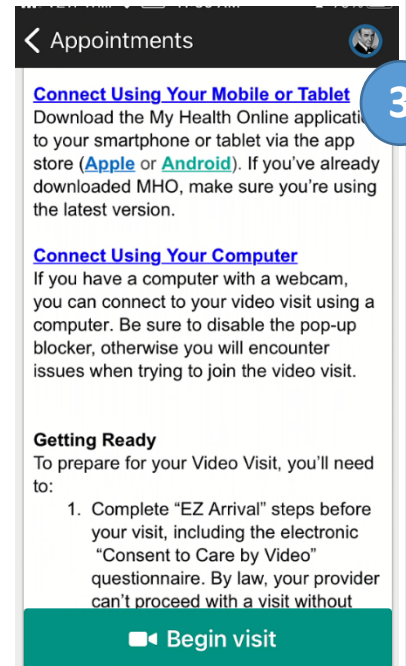 Appointments
3
Connect Using Your Mobile or Tablet
Download the My Health Online
to your smartphone or tablet via the app
store (Apple or Android). If you’ve already
downloaded MHO, make sure you’re using
the latest version.
Connect Using Your Computer
If you have a computer with a webcam,
you can connect to your video visit using a
computer. Be sure to disable the pop-up
blocker, otherwise you will encounter
issues when trying to join the video visit.
Getting Ready
To prepare for your Video Visit, you’ll need
to:
1. Complete “EZ Arrival” steps before
your visit, including the electronic
“Consent to Care by Video”
questionnaire. By law, your provider
can’t proceed with a visit without
Begin visit